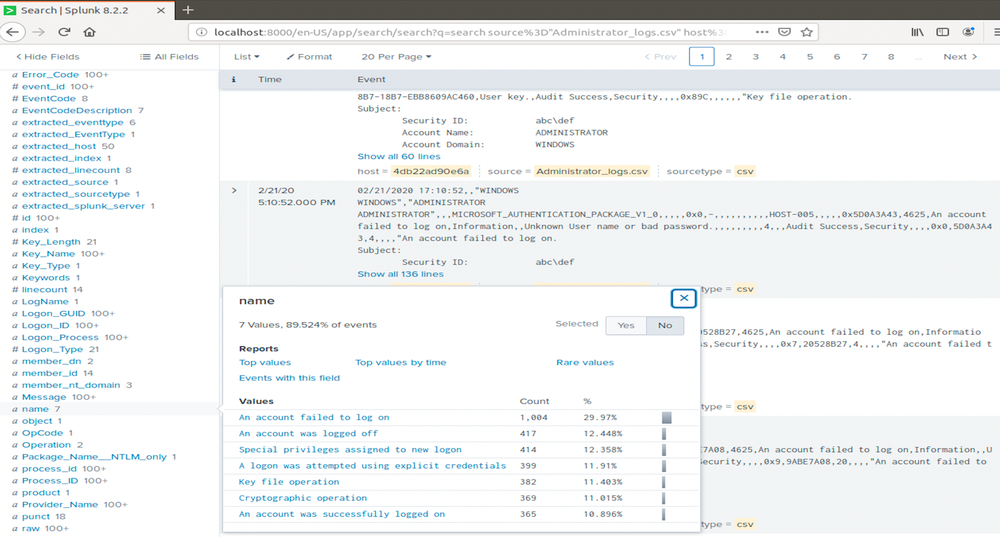 Search | Splunk 8.2.2
localhost:8000/en-US/app/search/search?q=search source%3D"Administrator_logs.csv" host%3
Hide Fields
All Fields
a Error_Code 100+
# event_id 100+
# EventCode 8
a EventCodeDescription 7
a extracted_eventtype 6
a extracted_EventType 1
a extracted_host 50
a extracted_index 1
# extracted_linecount 8
a extracted_source 1
a extracted_sourcetype 1
a extracted_splunk_server 1
# id 100+
a index 1
# Key_Length 21
a Key_Name 100+
a Key_Type 1
a Keywords 1
# linecount 14
a LogName 1
a Logon_GUID 100+
a Logon_ID 100+
a Logon_Process 100+
# Logon_Type 21
a member_dn 2
a member_id 14
a member_nt_domain 3
a Message 100+
a name 7
a object 1
a OpCode 1
a Operation 2
a Package_Name__NTLM_only 1
a process_id 100+
a Process_ID 100+
a product 1
a Provider_Name 100+
a punct 18
a raw 100+
List Format 20 Per Page
< Prev 1 2 3 4 5 6 7 8 ... Next >
i Time Event
8B7-18B7-EBB8609AC460,User key.,Audit Success,Security,,,,0x89C,,,,,,"Key file operation.
Subject:
Security ID: abc\def
Account Name: ADMINISTRATOR
Account Domain: WINDOWS
Show all 60 lines
host = 4db22ad90e6a source = Administrator_logs.csv sourcetype = csv
2/21/20
5:10:52.000 PM
02/21/2020 17:10:52,,"WINDOWS
WINDOWS","ADMINISTRATOR
ADMINISTRATOR",,,MICROSOFT_AUTHENTICATION_PACKAGE_V1_0,,,,,0x0,-,,,,,,,,,,HOST-005,,,,,0x5D0A3A43,4625,An account
failed to log on,Information,,Unknown User name or bad password.,,,,,,,,,4,,,Audit Success,Security,,,,0x0,5D0A3A4
3,4,,,,"An account failed to log on.
Subject:
Security ID: abc\def
Show all 136 lines
type = csv
528B27,4625,An account failed to log on,Informatio
s,Security,,,,0x7,20528B27,4,,,,"An account failed t
type = csv
E7A08,4625,An account failed to log on,Information,,U
ecurity,,,,0x9,9ABE7A08,20,,,,"An account failed to
type = csv
name
7 Values, 89.524% of events
Selected Yes No
Reports
Top values Top values by time Rare values
Events with this field
Values Count %
An account failed to log on 1,004 29.97%
An account was logged off 417 12.448%
Special privileges assigned to new logon 414 12.358%
A logon was attempted using explicit credentials 399 11.91%
Key file operation 382 11.403%
Cryptographic operation 369 11.015%
An account was successfully logged on 365 10.896%